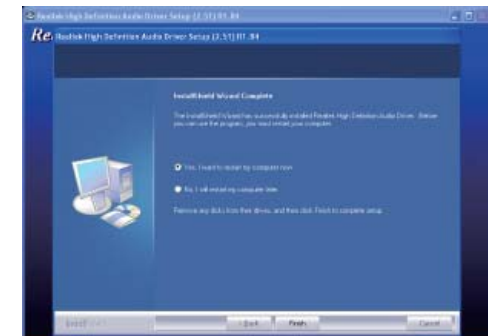 Realtek High Definition Audio Driver Setup (2.51) R1.84
Re Realtek High Definition Audio Driver Setup (2.51) R1.84
InstallShield Wizard Complete
The InstallShield Wizard has successfully installed Realtek High Definition Audio Driver. Before
you can use the program, you must restart your computer.
Yes, I want to restart my computer now.
No, I will restart my computer later.
Remove any disks from their drives, and then click Finish to complete setup.
InstallShield
< Back
Finish
Cancel